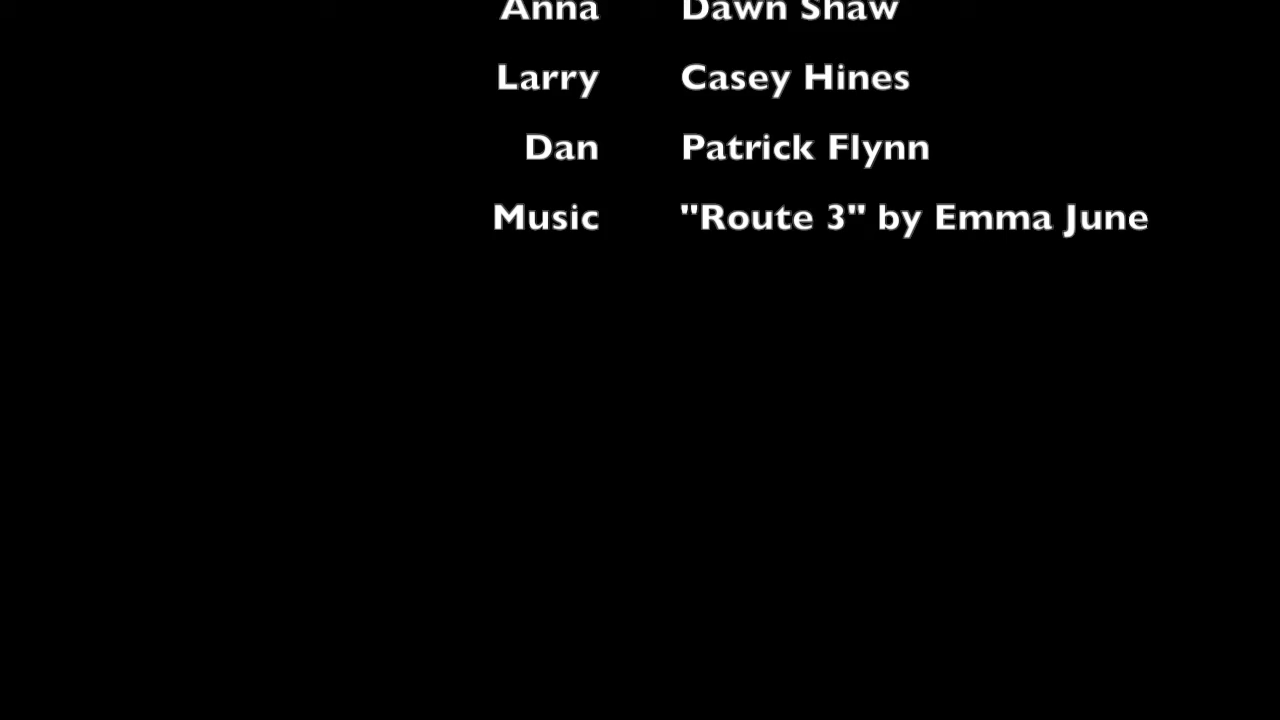 Anna Dawn Shaw
Larry Casey Hines
Dan Patrick Flynn
Music "Route 3" by Emma June